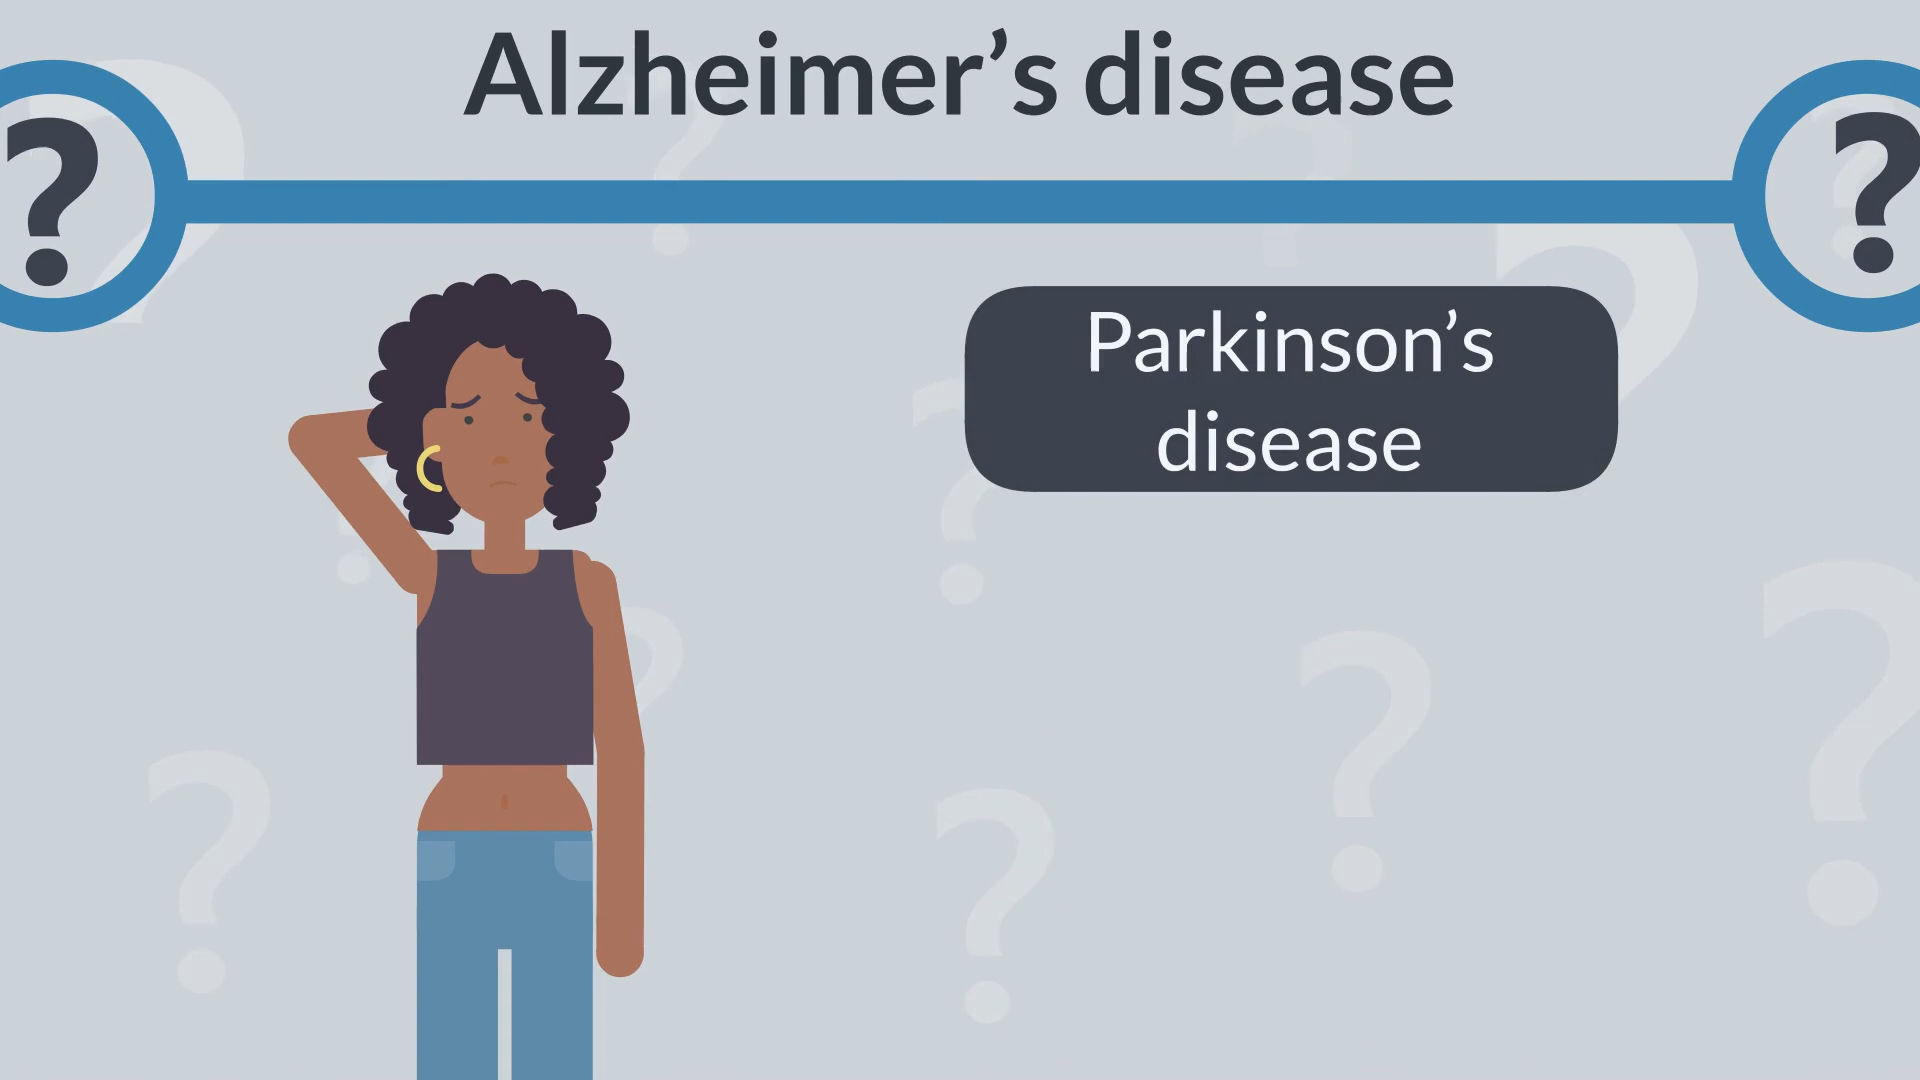 Alzheimer’s disease
?
?
Parkinson’s
disease